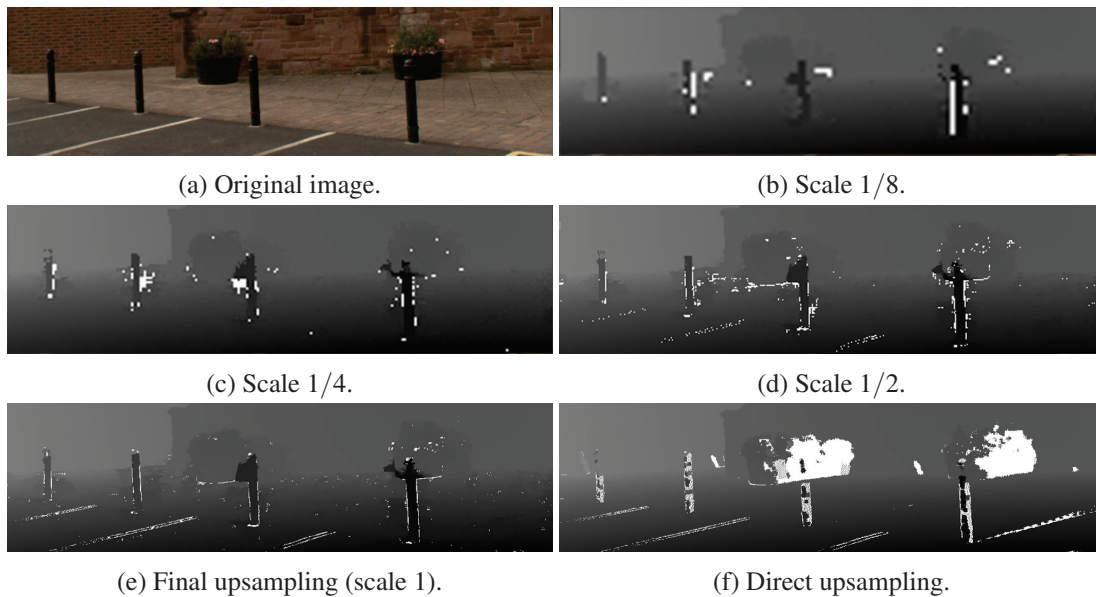 (a) Original image.
(b) Scale 1/8.
(c) Scale 1/4.
(d) Scale 1/2.
(e) Final upsampling (scale 1).
(f) Direct upsampling.